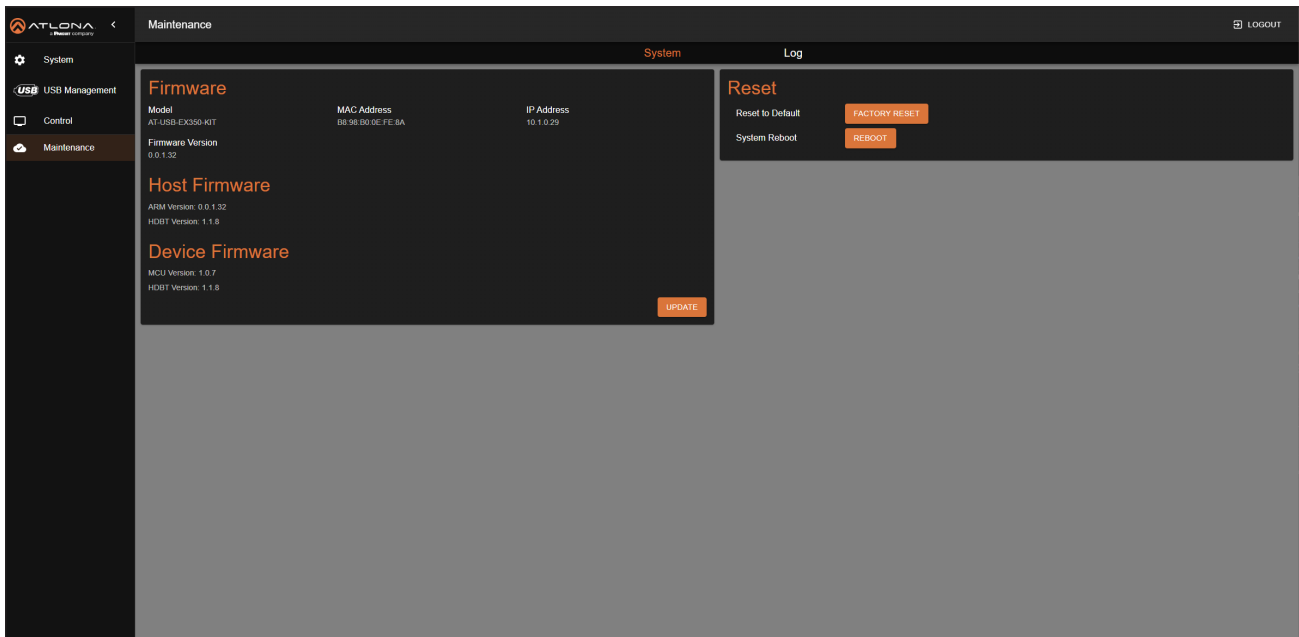 ATLONA
a Panduit company
Maintenance
LOGOUT
System
USB Management
Control
Maintenance
System
Log
Firmware
Model
AT-USB-EX350-KIT
MAC Address
B8:98:B0:0E:FE:8A
IP Address
10.1.0.29
Firmware Version
0.0.1.32
Host Firmware
ARM Version: 0.0.1.32
HDBT Version: 1.1.8
Device Firmware
MCU Version: 1.0.7
HDBT Version: 1.1.8
UPDATE
Reset
Reset to Default
FACTORY RESET
System Reboot
REBOOT